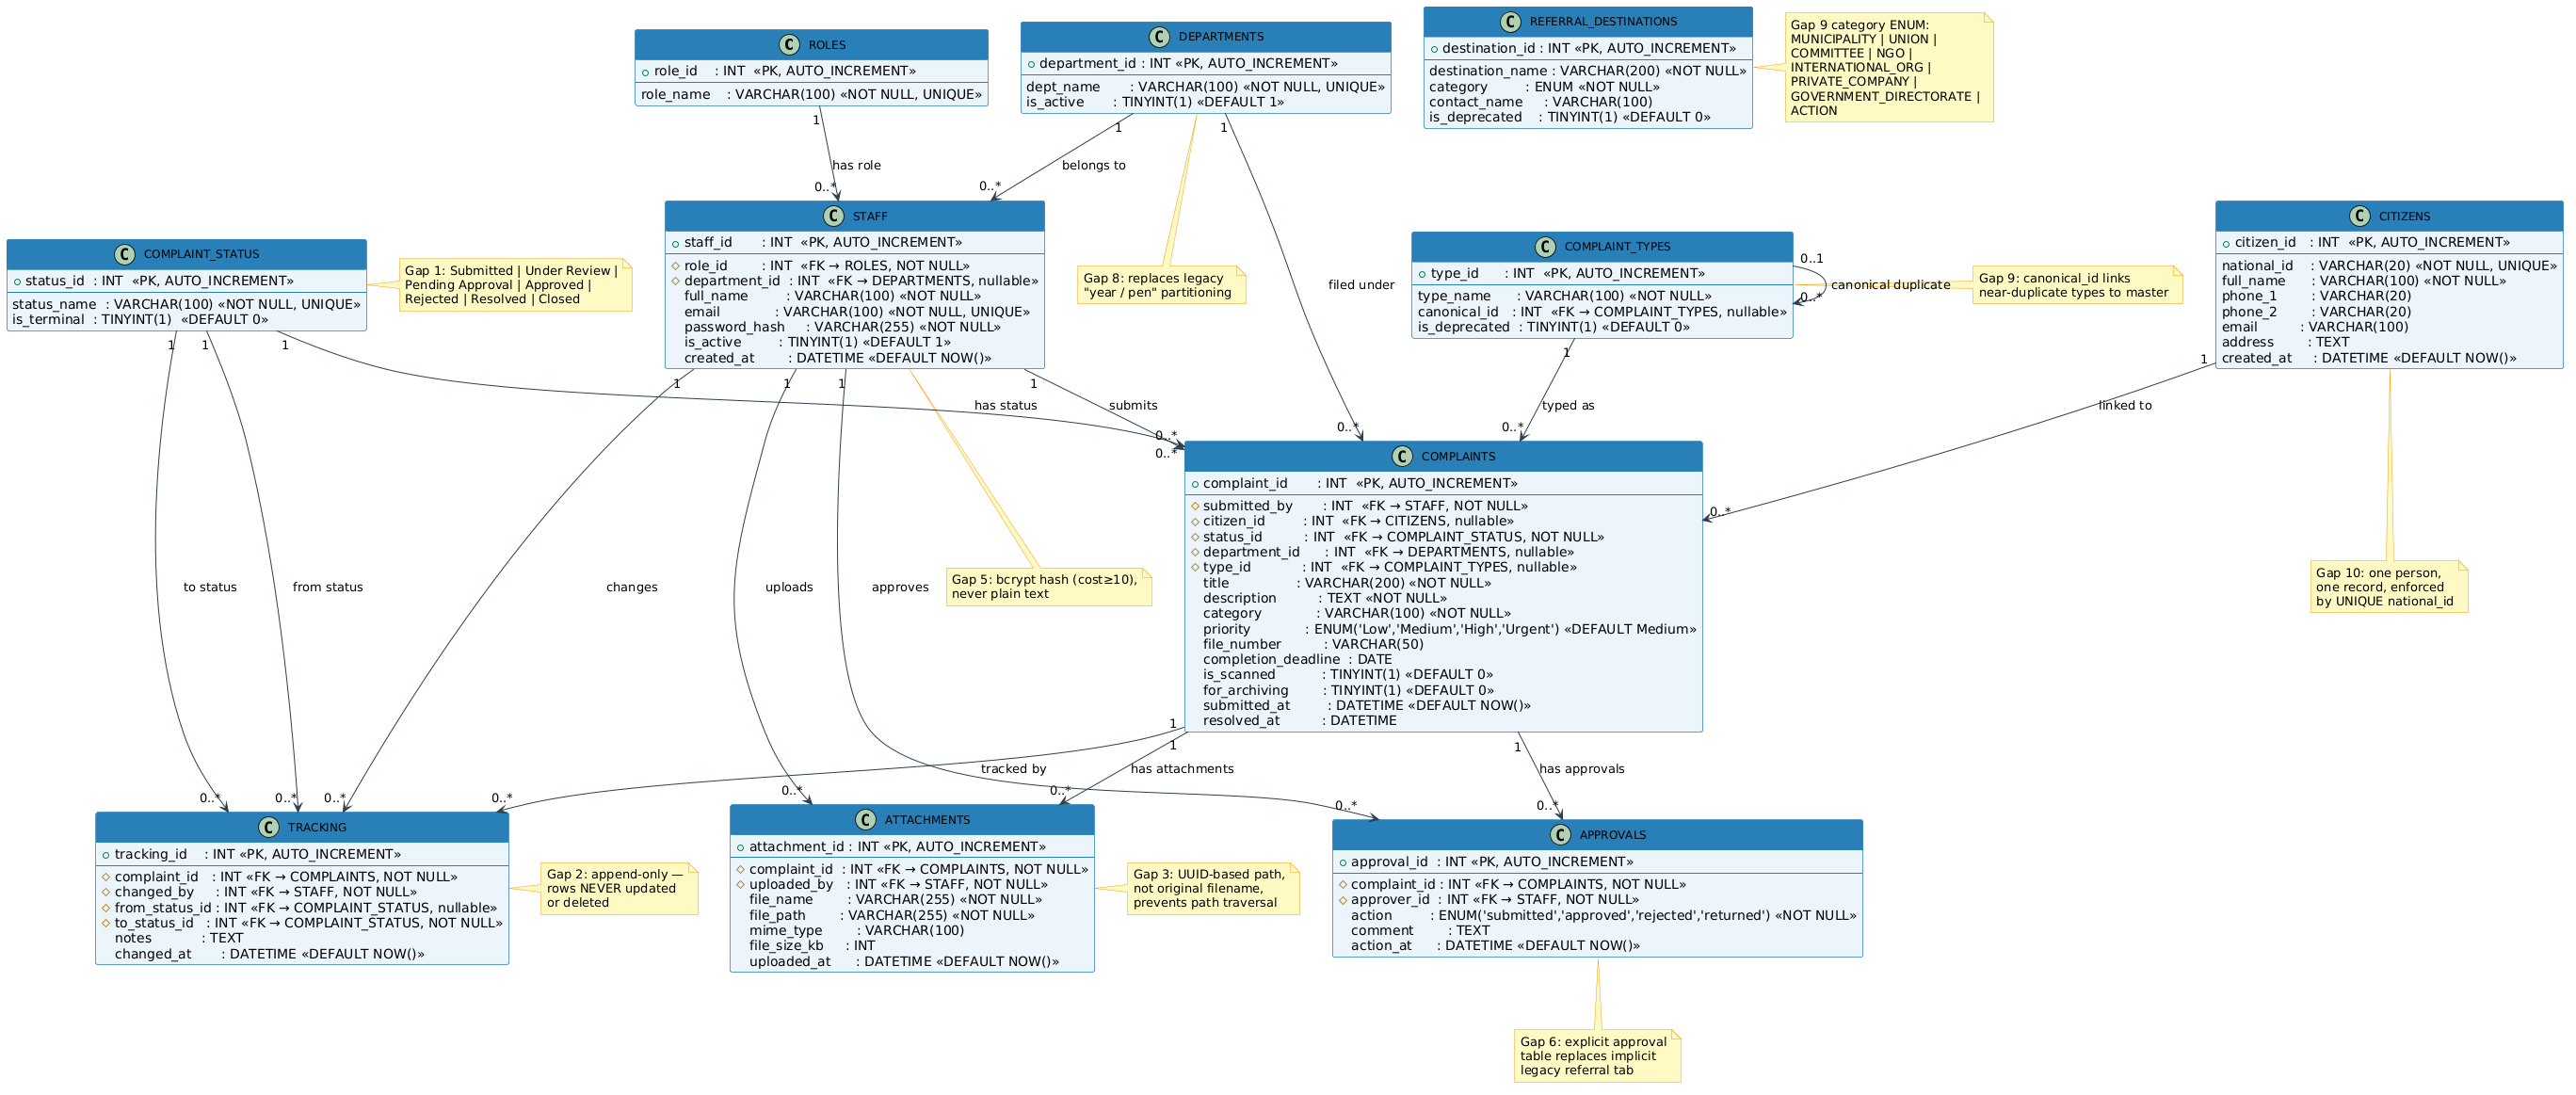 ROLES
role_id : INT «PK, AUTO_INCREMENT»
role_name : VARCHAR(100) «NOT NULL, UNIQUE»
DEPARTMENTS
department_id : INT «PK, AUTO_INCREMENT»
dept_name : VARCHAR(100) «NOT NULL, UNIQUE»
is_active : TINYINT(1) «DEFAULT 1»
REFERRAL_DESTINATIONS
destination_id : INT «PK, AUTO_INCREMENT»
destination_name : VARCHAR(200) «NOT NULL»
category : ENUM «NOT NULL»
contact_name : VARCHAR(100)
is_deprecated : TINYINT(1) «DEFAULT 0»
Gap 9 category ENUM:
MUNICIPALITY | UNION |
COMMITTEE | NGO |
INTERNATIONAL_ORG |
PRIVATE_COMPANY |
GOVERNMENT_DIRECTORATE |
ACTION
1
1
1
has role
belongs to
0..*
0..*
COMPLAINT_STATUS
status_id : INT «PK, AUTO_INCREMENT»
status_name : VARCHAR(100) «NOT NULL, UNIQUE»
is_terminal : TINYINT(1) «DEFAULT 0»
Gap 1: Submitted | Under Review |
Pending Approval | Approved |
Rejected | Resolved | Closed
STAFF
staff_id : INT «PK, AUTO_INCREMENT»
role_id : INT «FK → ROLES, NOT NULL»
department_id : INT «FK → DEPARTMENTS, nullable»
full_name : VARCHAR(100) «NOT NULL»
email : VARCHAR(100) «NOT NULL, UNIQUE»
password_hash : VARCHAR(255) «NOT NULL»
is_active : TINYINT(1) «DEFAULT 1»
created_at : DATETIME «DEFAULT NOW()»
Gap 8: replaces legacy
"year / pen" partitioning
filed under
COMPLAINT_TYPES
type_id : INT «PK, AUTO_INCREMENT»
type_name : VARCHAR(100) «NOT NULL»
canonical_id : INT «FK → COMPLAINT_TYPES, nullable»
is_deprecated : TINYINT(1) «DEFAULT 0»
0..1
canonical duplicate
0..*
Gap 9: canonical_id links
near-duplicate types to master
CITIZENS
citizen_id : INT «PK, AUTO_INCREMENT»
national_id : VARCHAR(20) «NOT NULL, UNIQUE»
full_name : VARCHAR(100) «NOT NULL»
phone_1 : VARCHAR(20)
phone_2 : VARCHAR(20)
email : VARCHAR(100)
address : TEXT
created_at : DATETIME «DEFAULT NOW()»
1
1
1
1
1
1
1
1
1
has status
submits
typed as
linked to
0..*
0..*
0..*
0..*
0..*
COMPLAINTS
complaint_id : INT «PK, AUTO_INCREMENT»
submitted_by : INT «FK → STAFF, NOT NULL»
citizen_id : INT «FK → CITIZENS, nullable»
status_id : INT «FK → COMPLAINT_STATUS, NOT NULL»
department_id : INT «FK → DEPARTMENTS, nullable»
type_id : INT «FK → COMPLAINT_TYPES, nullable»
title : VARCHAR(200) «NOT NULL»
description : TEXT «NOT NULL»
category : VARCHAR(100) «NOT NULL»
priority : ENUM('Low','Medium','High','Urgent') «DEFAULT Medium»
file_number : VARCHAR(50)
completion_deadline : DATE
is_scanned : TINYINT(1) «DEFAULT 0»
for_archiving : TINYINT(1) «DEFAULT 0»
submitted_at : DATETIME «DEFAULT NOW()»
resolved_at : DATETIME
to status
from status
changes
uploads
approves
Gap 5: bcrypt hash (cost≥10),
never plain text
Gap 10: one person,
one record, enforced
by UNIQUE national_id
1
1
1
tracked by
has attachments
has approvals
0..*
0..*
0..*
0..*
0..*
0..*
0..*
0..*
TRACKING
tracking_id : INT «PK, AUTO_INCREMENT»
complaint_id : INT «FK → COMPLAINTS, NOT NULL»
changed_by : INT «FK → STAFF, NOT NULL»
from_status_id : INT «FK → COMPLAINT_STATUS, nullable»
to_status_id : INT «FK → COMPLAINT_STATUS, NOT NULL»
notes : TEXT
changed_at : DATETIME «DEFAULT NOW()»
Gap 2: append-only —
rows NEVER updated
or deleted
ATTACHMENTS
attachment_id : INT «PK, AUTO_INCREMENT»
complaint_id : INT «FK → COMPLAINTS, NOT NULL»
uploaded_by : INT «FK → STAFF, NOT NULL»
file_name : VARCHAR(255) «NOT NULL»
file_path : VARCHAR(255) «NOT NULL»
mime_type : VARCHAR(100)
file_size_kb : INT
uploaded_at : DATETIME «DEFAULT NOW()»
Gap 3: UUID-based path,
not original filename,
prevents path traversal
APPROVALS
approval_id : INT «PK, AUTO_INCREMENT»
complaint_id : INT «FK → COMPLAINTS, NOT NULL»
approver_id : INT «FK → STAFF, NOT NULL»
action : ENUM('submitted','approved','rejected','returned') «NOT NULL»
comment : TEXT
action_at : DATETIME «DEFAULT NOW()»
Gap 6: explicit approval
table replaces implicit
legacy referral tab